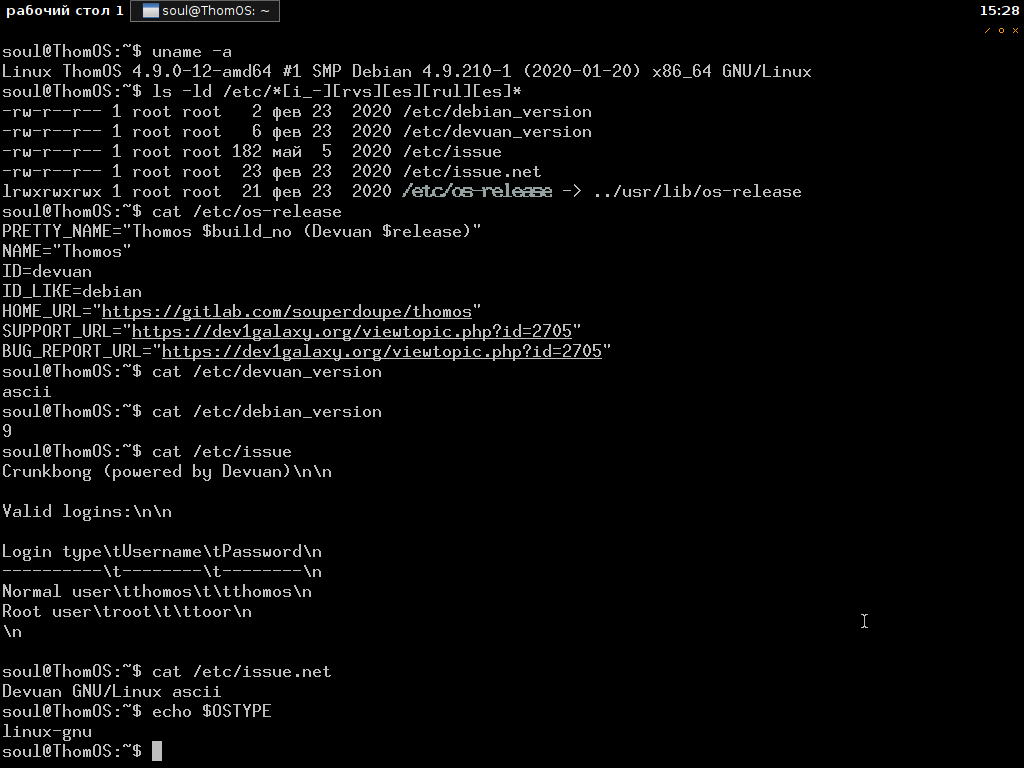 рабочий стол 1 soul@ThomOS: ~ 15:28
soul@ThomOS:~$ uname -a
Linux ThomOS 4.9.0-12-amd64 #1 SMP Debian 4.9.210-1 (2020-01-20) x86_64 GNU/Linux
soul@ThomOS:~$ ls -ld /etc/*[i_-][rvs][es][rul][es]*
-rw-r--r-- 1 root root   2 фев 23  2020 /etc/debian_version
-rw-r--r-- 1 root root   6 фев 23  2020 /etc/devuan_version
-rw-r--r-- 1 root root 182 май  5  2020 /etc/issue
-rw-r--r-- 1 root root  23 фев 23  2020 /etc/issue.net
lrwxrwxrwx 1 root root  21 фев 23  2020 /etc/os-release -> ../usr/lib/os-release
soul@ThomOS:~$ cat /etc/os-release
PRETTY_NAME="Thomos $build_no (Devuan $release)"
NAME="Thomos"
ID=devuan
ID_LIKE=debian
HOME_URL="https://gitlab.com/souperdoupe/thomos"
SUPPORT_URL="https://dev1galaxy.org/viewtopic.php?id=2705"
BUG_REPORT_URL="https://dev1galaxy.org/viewtopic.php?id=2705"
soul@ThomOS:~$ cat /etc/devuan_version
ascii
soul@ThomOS:~$ cat /etc/debian_version
9
soul@ThomOS:~$ cat /etc/issue
Crunkbong (powered by Devuan)\n\n
Valid logins:\n\n
Login type\tUsername\tPassword\n
----------\t--------\t--------\n
Normal user\tthomos\t\tthomos\n
Root user\troot\t\ttoor\n
\n
soul@ThomOS:~$ cat /etc/issue.net
Devuan GNU/Linux ascii
soul@ThomOS:~$ echo $OSTYPE
linux-gnu
soul@ThomOS:~$